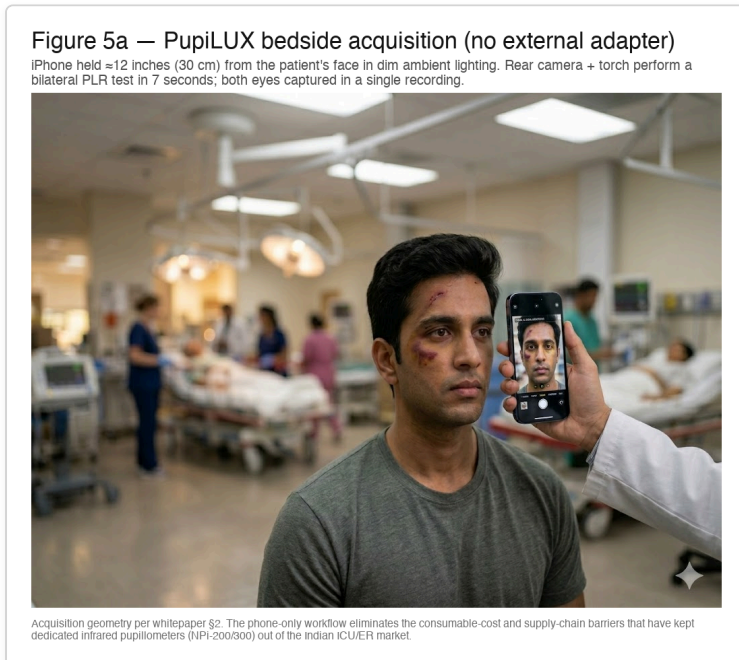 Figure 5a — PupiLUX bedside acquisition (no external adapter)
iPhone held ≈12 inches (30 cm) from the patient's face in dim ambient lighting. Rear camera + torch perform a
bilateral PLR test in 7 seconds; both eyes captured in a single recording.
Acquisition geometry per whitepaper §2. The phone-only workflow eliminates the consumable-cost and supply-chain barriers that have kept
dedicated infrared pupillometers (NPi-200/300) out of the Indian ICU/ER market.